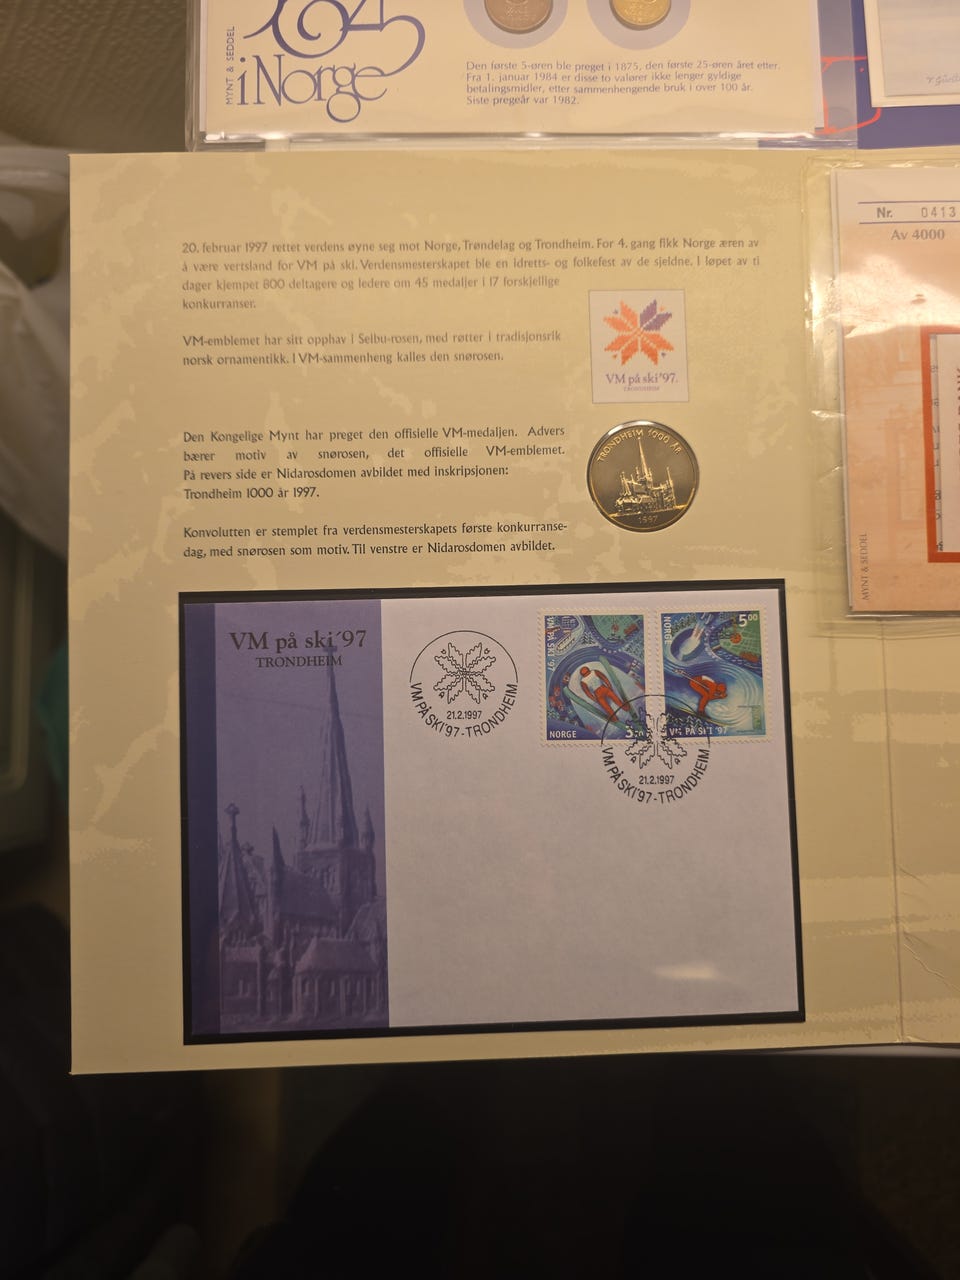 MYNT & SEDDEL
i Norge
Den første 5-øren ble preget i 1875, den første 25-øren året etter.
Fra 1. januar 1984 er disse to valører ikke lenger gyldige
betalingsmidler, etter sammenhengende bruk i over 100 år.
Siste pregeår var 1982.
Nr. 0413
Av 4000
MYNT & SEDDEL
20. februar 1997 rettet verdens øyne seg mot Norge, Trøndelag og Trondheim. For 4. gang fikk Norge æren av
å være vertsland for VM på ski. Verdensmesterskapet ble en idretts- og folkefest av de sjeldne. I løpet av ti
dager kjempet 800 deltagere og ledere om 45 medaljer i 17 forskjellige
konkurranser.
VM-emblemet har sitt opphav i Selbu-rosen, med røtter i tradisjonsrik
norsk ornamentikk. I VM-sammenheng kalles den snørosen.
VM på ski'97.
TRONDHEIM
Den Kongelige Mynt har preget den offisielle VM-medaljen. Advers
bærer motiv av snørosen, det offisielle VM-emblemet.
På revers side er Nidarosdomen avbildet med inskripsjonen:
Trondheim 1000 år 1997.
TRONDHEIM 1000 ÅR
1997
Konvolutten er stemplet fra verdensmesterskapets første konkurranse-
dag, med snørosen som motiv. Til venstre er Nidarosdomen avbildet.
VM på ski´97
TRONDHEIM
21.2.1997
VM PÅ SKI'97-TRONDHEIM
VM PÅ SKI '97
NORGE
NORGE
500
VM PÅ SKI '97
21.2.1997
VM PÅ SKI'97-TRONDHEIM